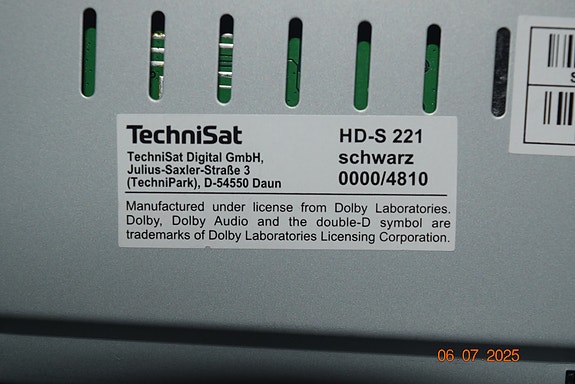 TechniSat
TechniSat Digital GmbH,
Julius-Saxler-Straße 3
(TechniPark), D-54550 Daun
HD-S 221
schwarz
0000/4810
Manufactured under license from Dolby Laboratories.
Dolby, Dolby Audio and the double-D symbol are
trademarks of Dolby Laboratories Licensing Corporation.
06 07 2025